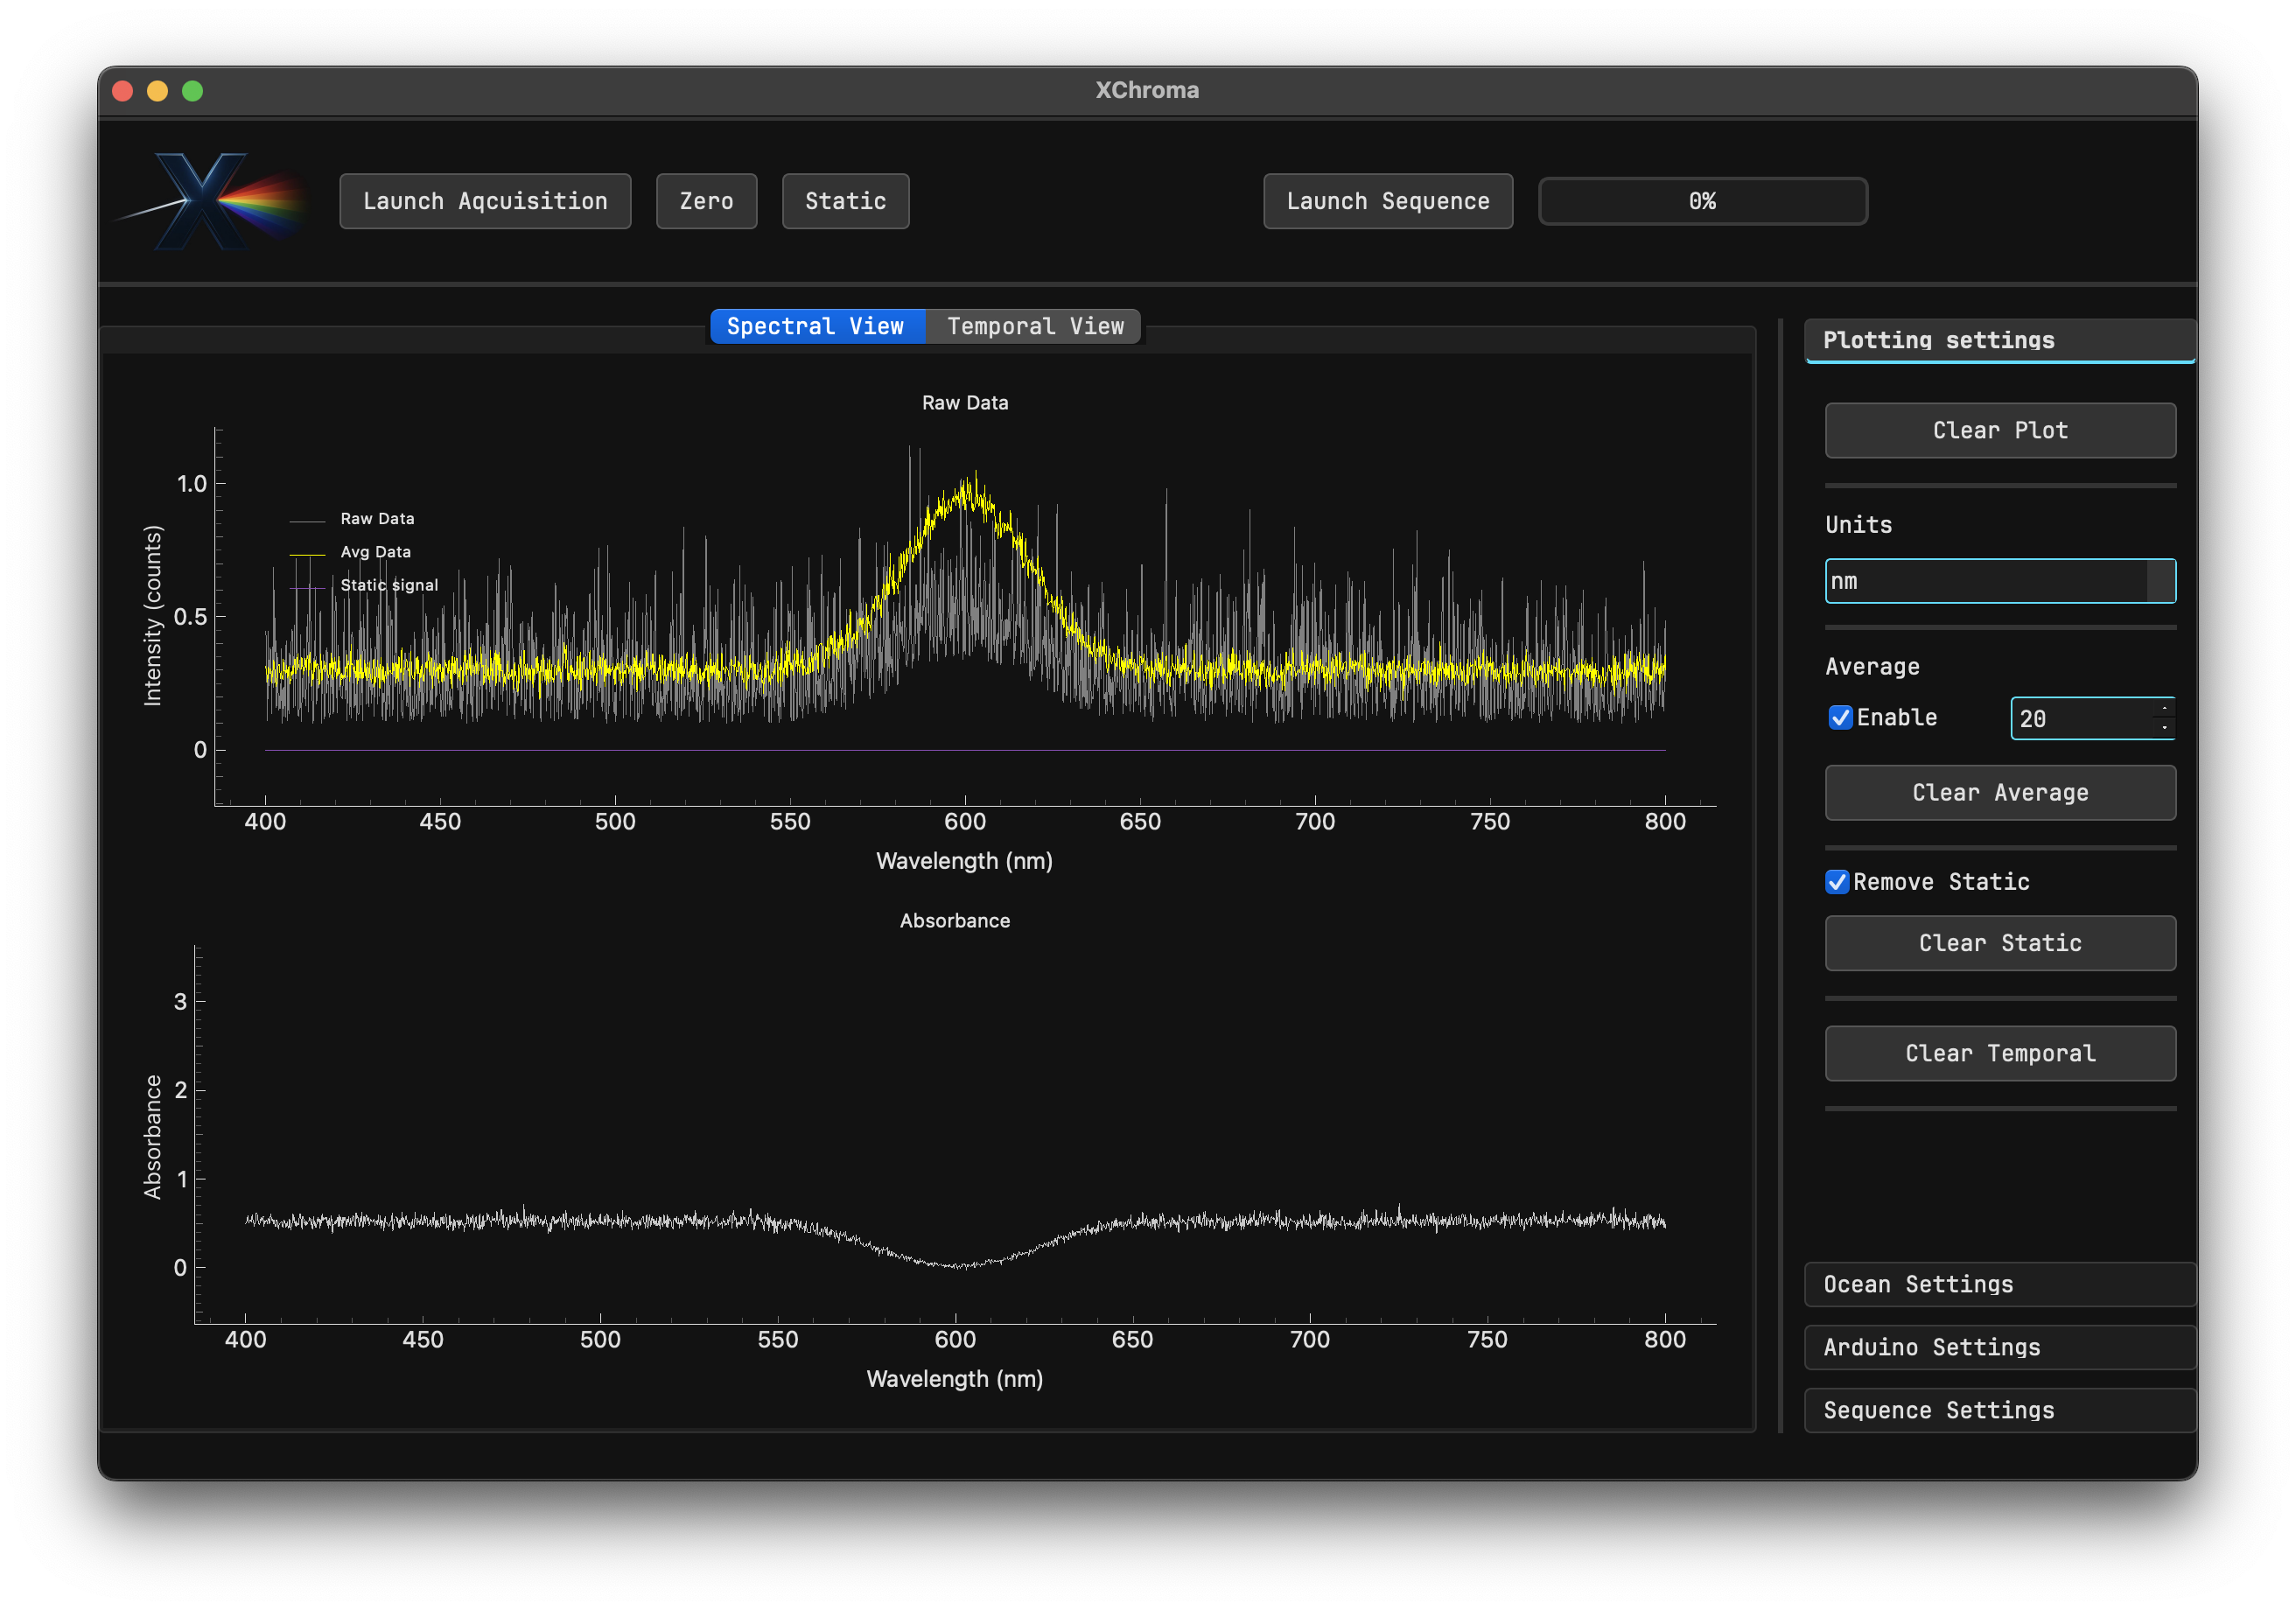 XChroma
Launch Aqcuisition
Zero
Static
Launch Sequence
0%
Spectral View
Temporal View
Raw Data
Intensity (counts)
1.0
0.5
0
Raw Data
Avg Data
Static signal
400 450 500 550 600 650 700 750 800
Wavelength (nm)
Absorbance
Absorbance
3
2
1
0
400 450 500 550 600 650 700 750 800
Wavelength (nm)
Plotting settings
Clear Plot
Units
nm
Average
Enable
20
Clear Average
Remove Static
Clear Static
Clear Temporal
Ocean Settings
Arduino Settings
Sequence Settings